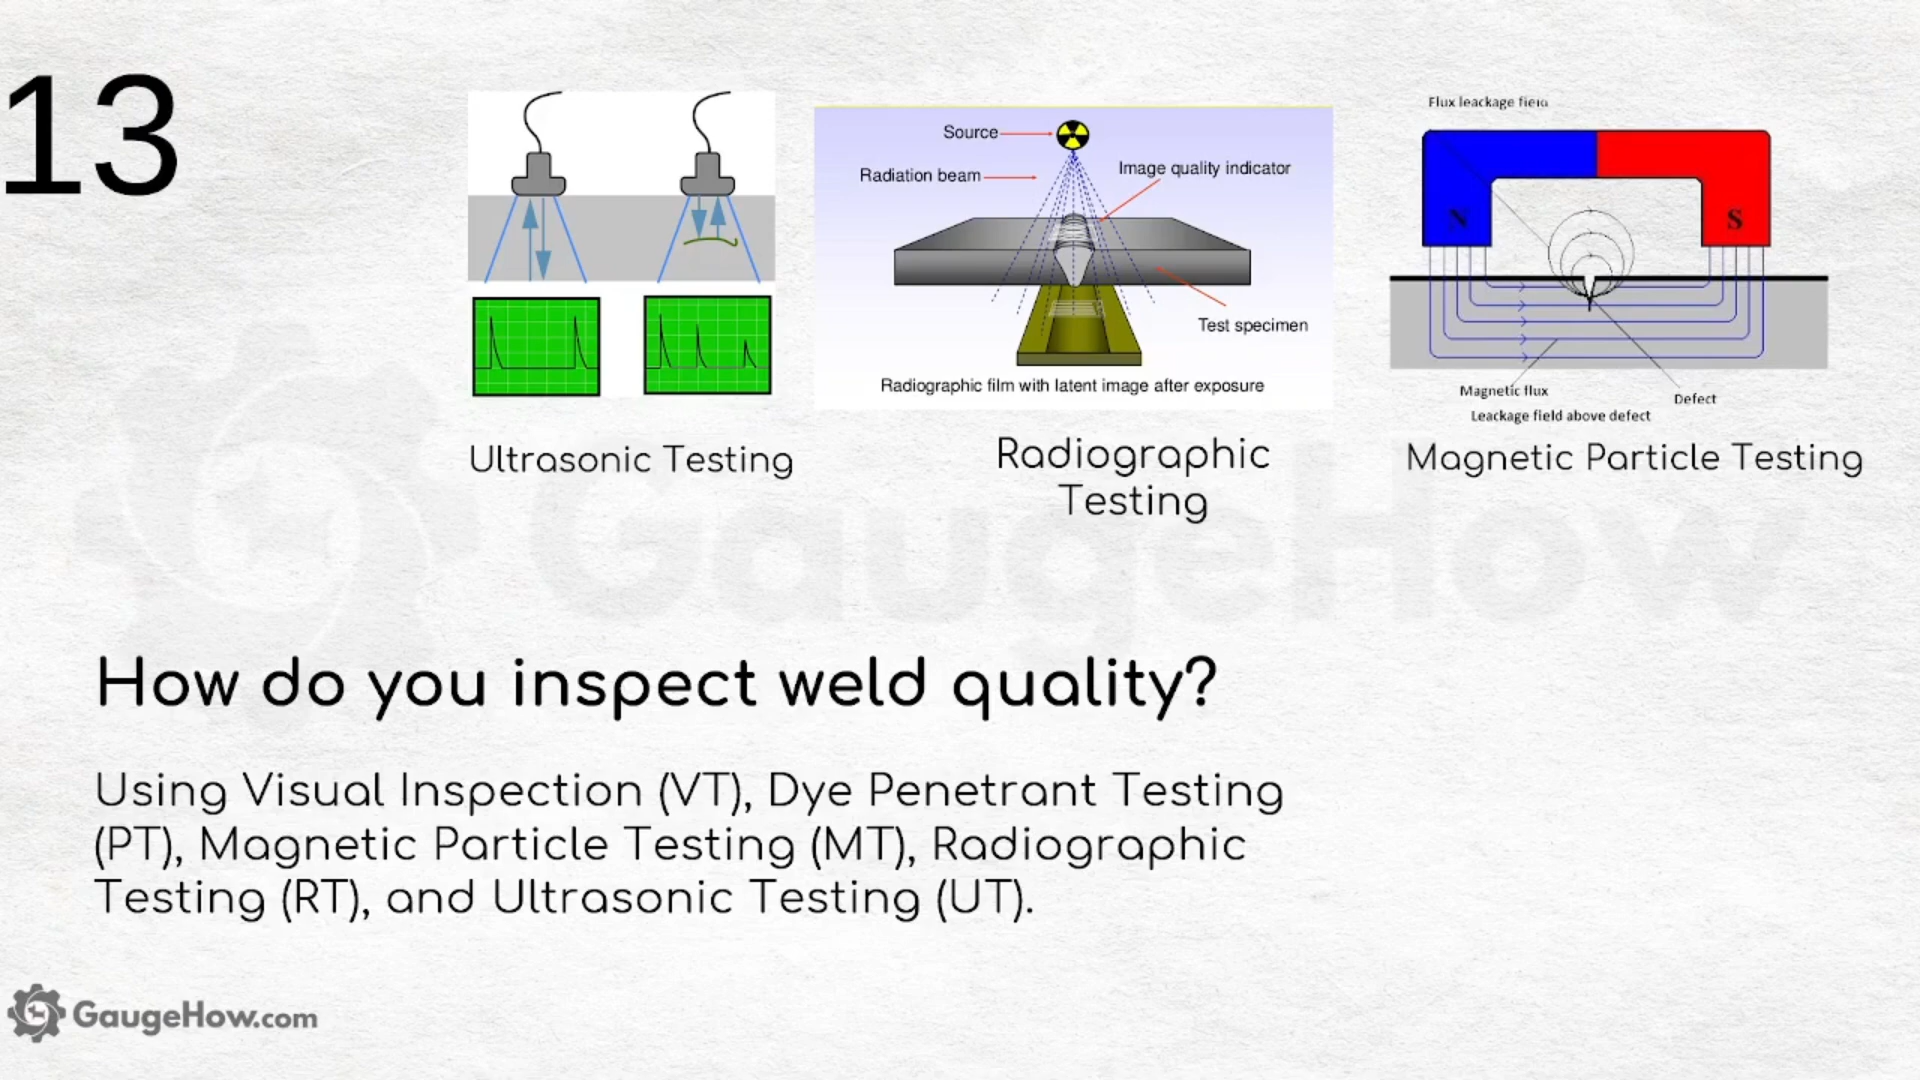 13
Source
Radiation beam
Image quality indicator
Test specimen
Radiographic film with latent image after exposure
Flux leackage field
N
S
Magnetic flux
Defect
Leackage field above defect
Ultrasonic Testing
Radiographic
Testing
Magnetic Particle Testing
GaugeHow
How do you inspect weld quality?
Using Visual Inspection (VT), Dye Penetrant Testing
(PT), Magnetic Particle Testing (MT), Radiographic
Testing (RT), and Ultrasonic Testing (UT).
GaugeHow.com